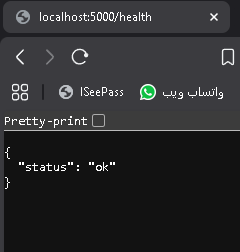 localhost:5000/health
ISeePass واتساب ويب
Pretty-print
{
"status": "ok"
}